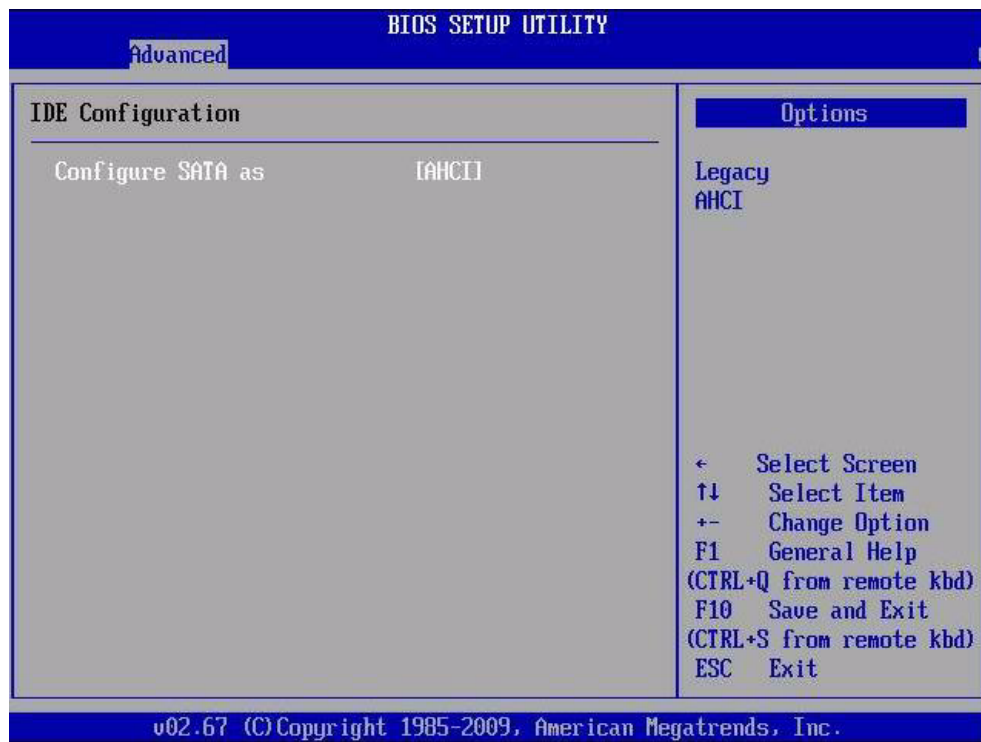 BIOS SETUP UTILITY
Advanced
IDE Configuration
Configure SATA as [AHCI]
Options
Legacy
AHCI
← Select Screen
↑↓ Select Item
+- Change Option
F1 General Help
(CTRL+Q from remote kbd)
F10 Save and Exit
(CTRL+S from remote kbd)
ESC Exit
v02.67 (C)Copyright 1985-2009, American Megatrends, Inc.